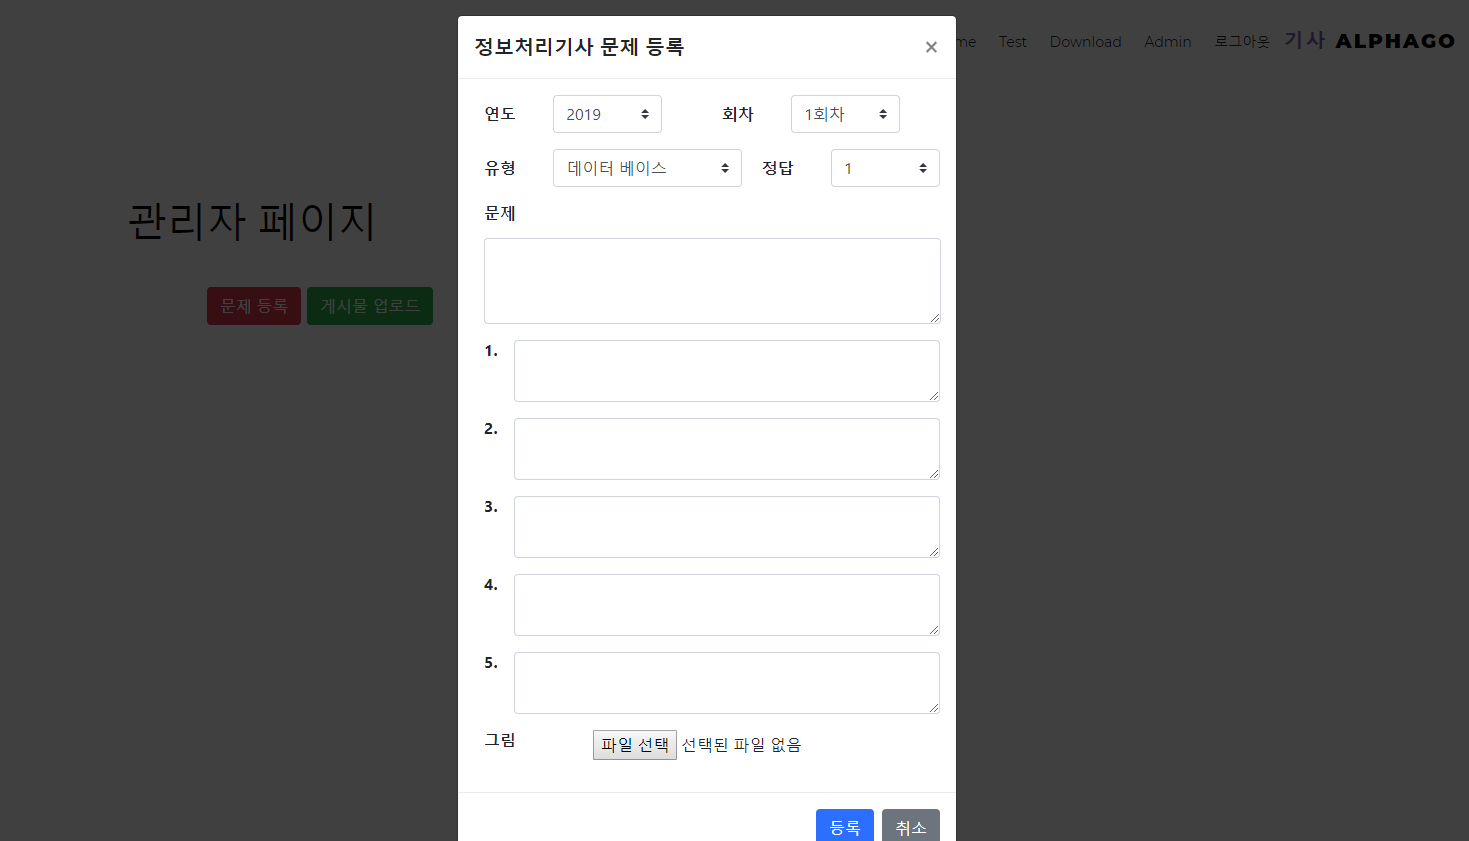 정보처리기사 문제 등록 ×
me Test Download Admin 로그아웃 기사 ALPHAGO
연도 2019 회차 1회차
유형 데이터 베이스 정답 1
관리자 페이지
문제
문제 등록 게시물 업로드
1.
2.
3.
4.
5.
그림 파일 선택 선택된 파일 없음
등록 취소